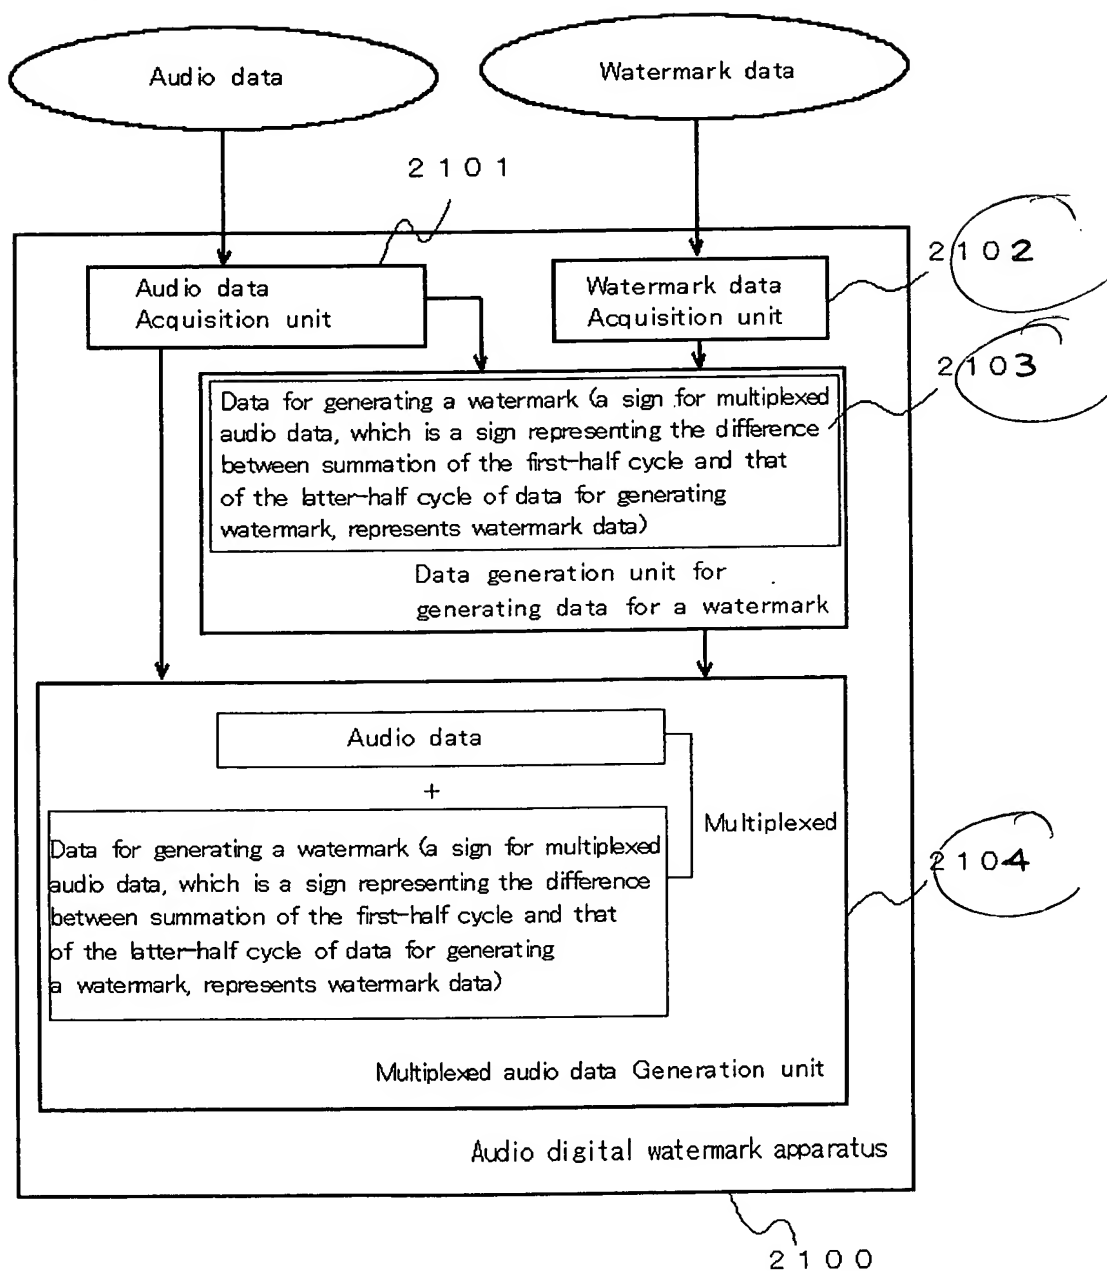 Audio data
Watermark data
2101
2102
Audio data
Acquisition unit
Watermark data
Acquisition unit
2103
Data for generating a watermark (a sign for multiplexed
audio data, which is a sign representing the difference
between summation of the first-half cycle and that
of the latter-half cycle of data for generating
watermark, represents watermark data)
Data generation unit for
generating data for a watermark
Audio data
+
Multiplexed
Data for generating a watermark (a sign for multiplexed
audio data, which is a sign representing the difference
between summation of the first-half cycle and that
of the latter-half cycle of data for generating
a watermark, represents watermark data)
2104
Multiplexed audio data Generation unit
Audio digital watermark apparatus
2100